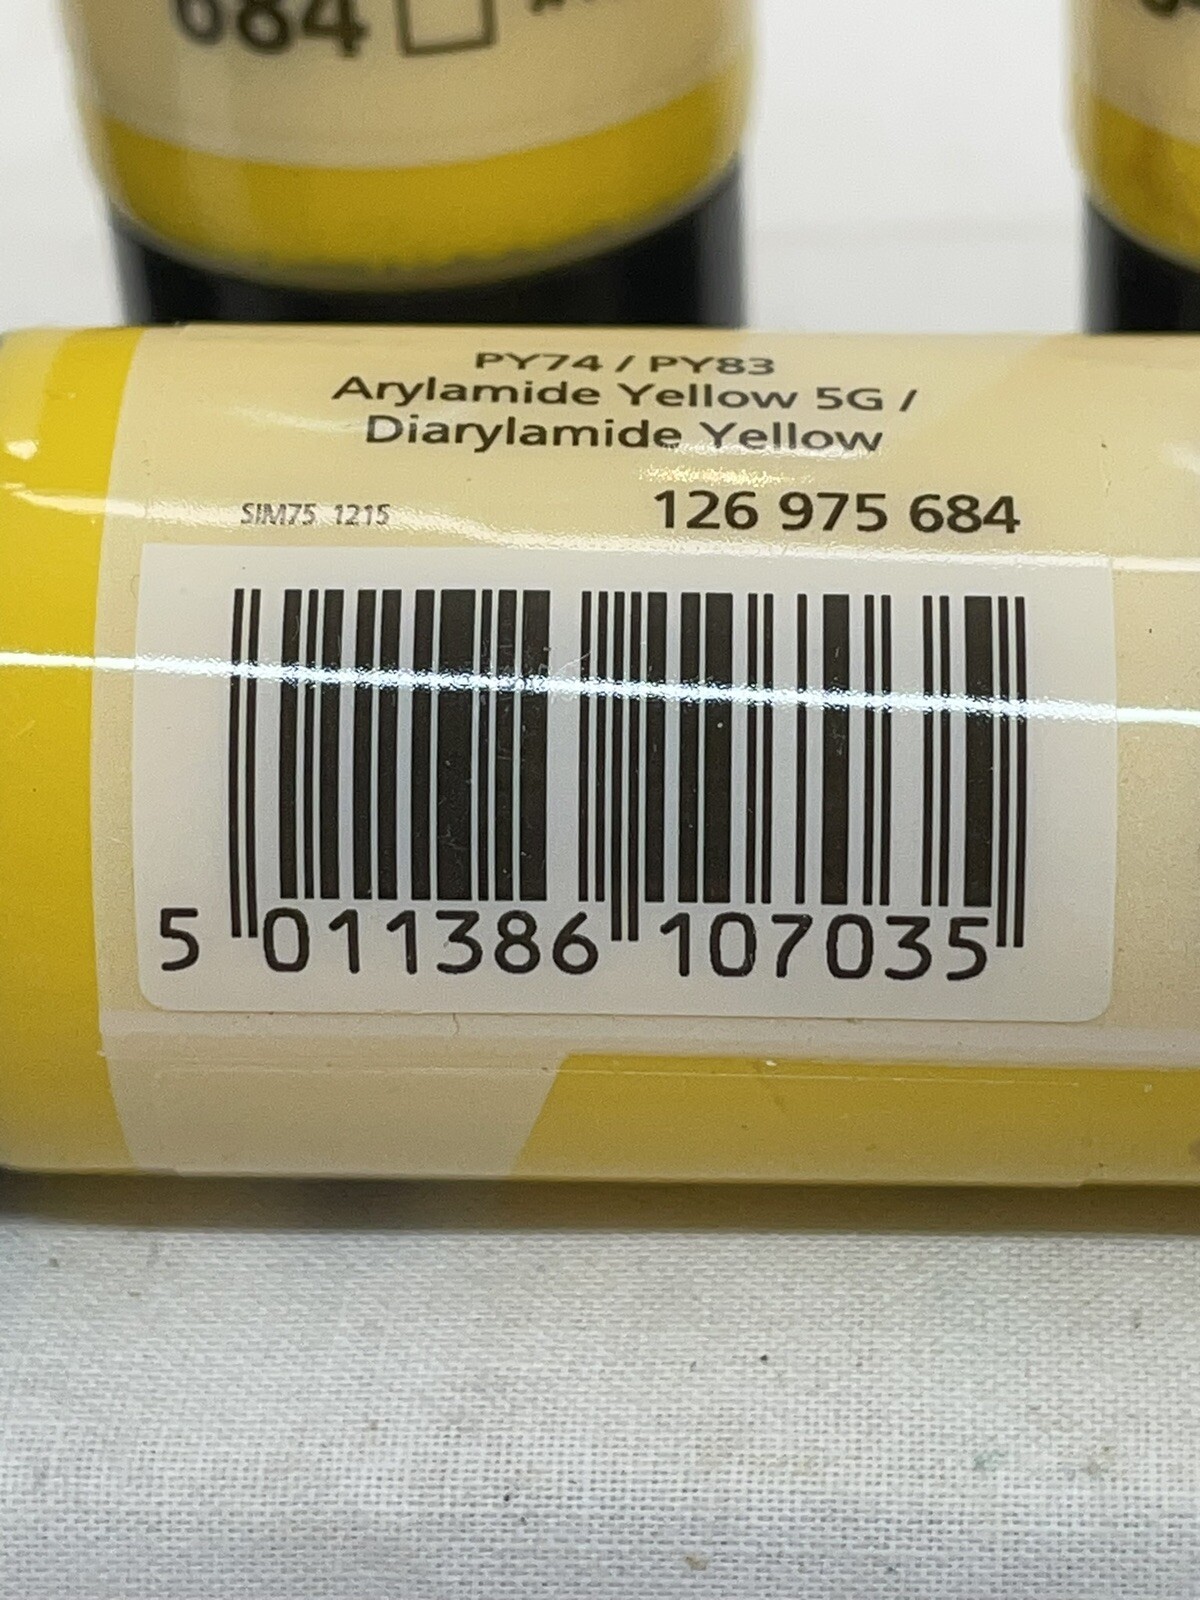 684
PY74 / PY83
Arylamide Yellow 5G /
Diarylamide Yellow
SIM75 1215
126 975 684
5 011386 107035